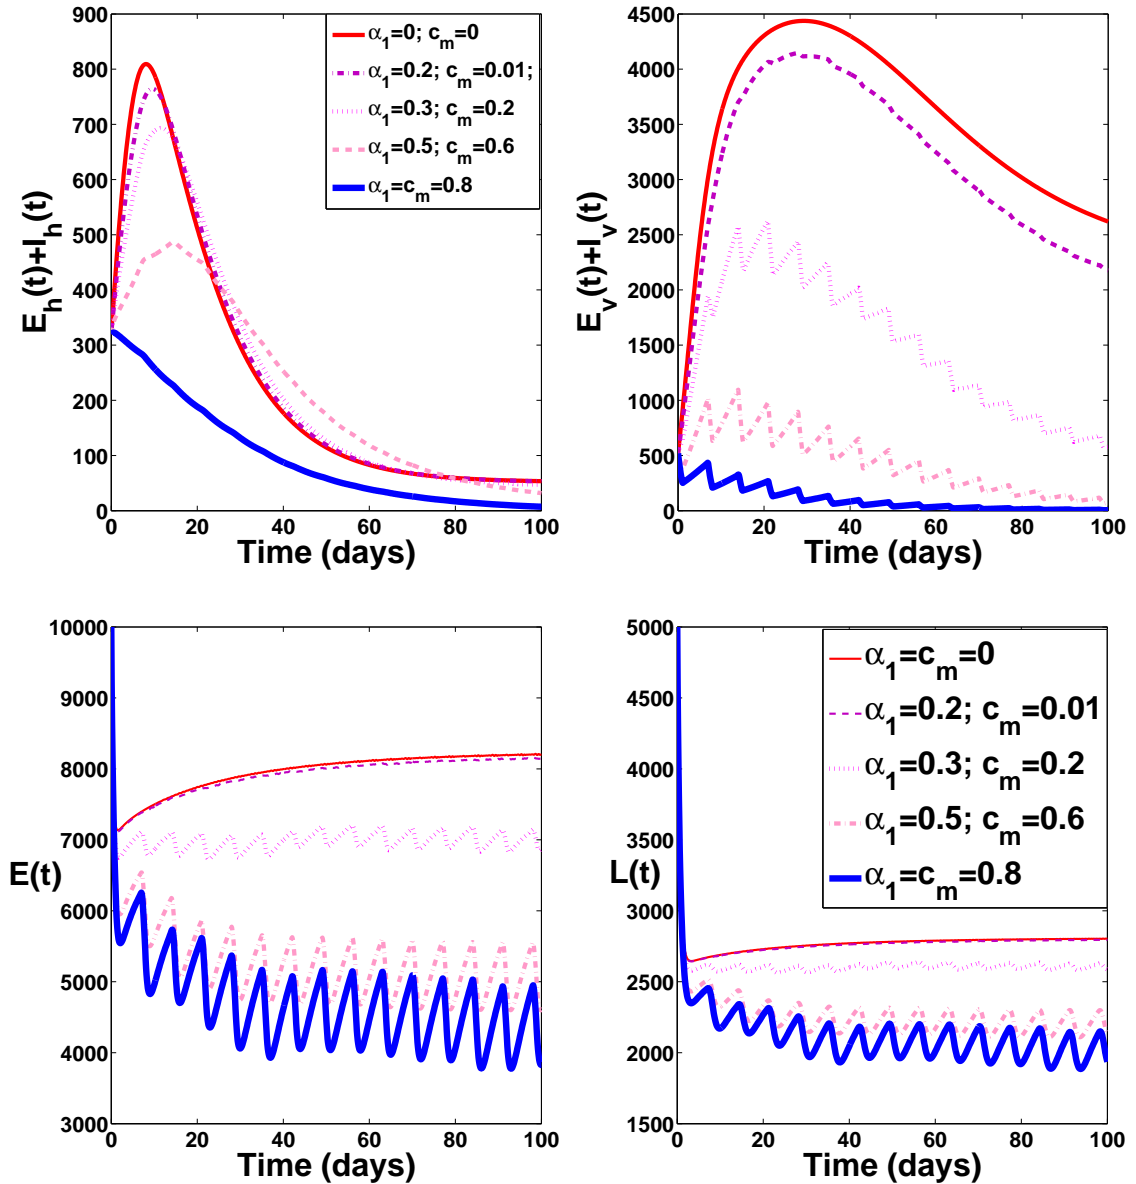 900
800
700
600
500
400
300
200
100
0
E_h(t)+I_h(t)
0 20 40 60 80 100
Time (days)
α_1=0; c_m=0
α_1=0.2; c_m=0.01;
α_1=0.3; c_m=0.2
α_1=0.5; c_m=0.6
α_1=c_m=0.8
4500
4000
3500
3000
2500
2000
1500
1000
500
0
E_v(t)+I_v(t)
0 20 40 60 80 100
Time (days)
10000
9000
8000
7000
6000
5000
4000
3000
E(t)
0 20 40 60 80 100
Time (days)
5000
4500
4000
3500
3000
2500
2000
1500
L(t)
0 20 40 60 80 100
Time (days)
α_1=c_m=0
α_1=0.2; c_m=0.01
α_1=0.3; c_m=0.2
α_1=0.5; c_m=0.6
α_1=c_m=0.8